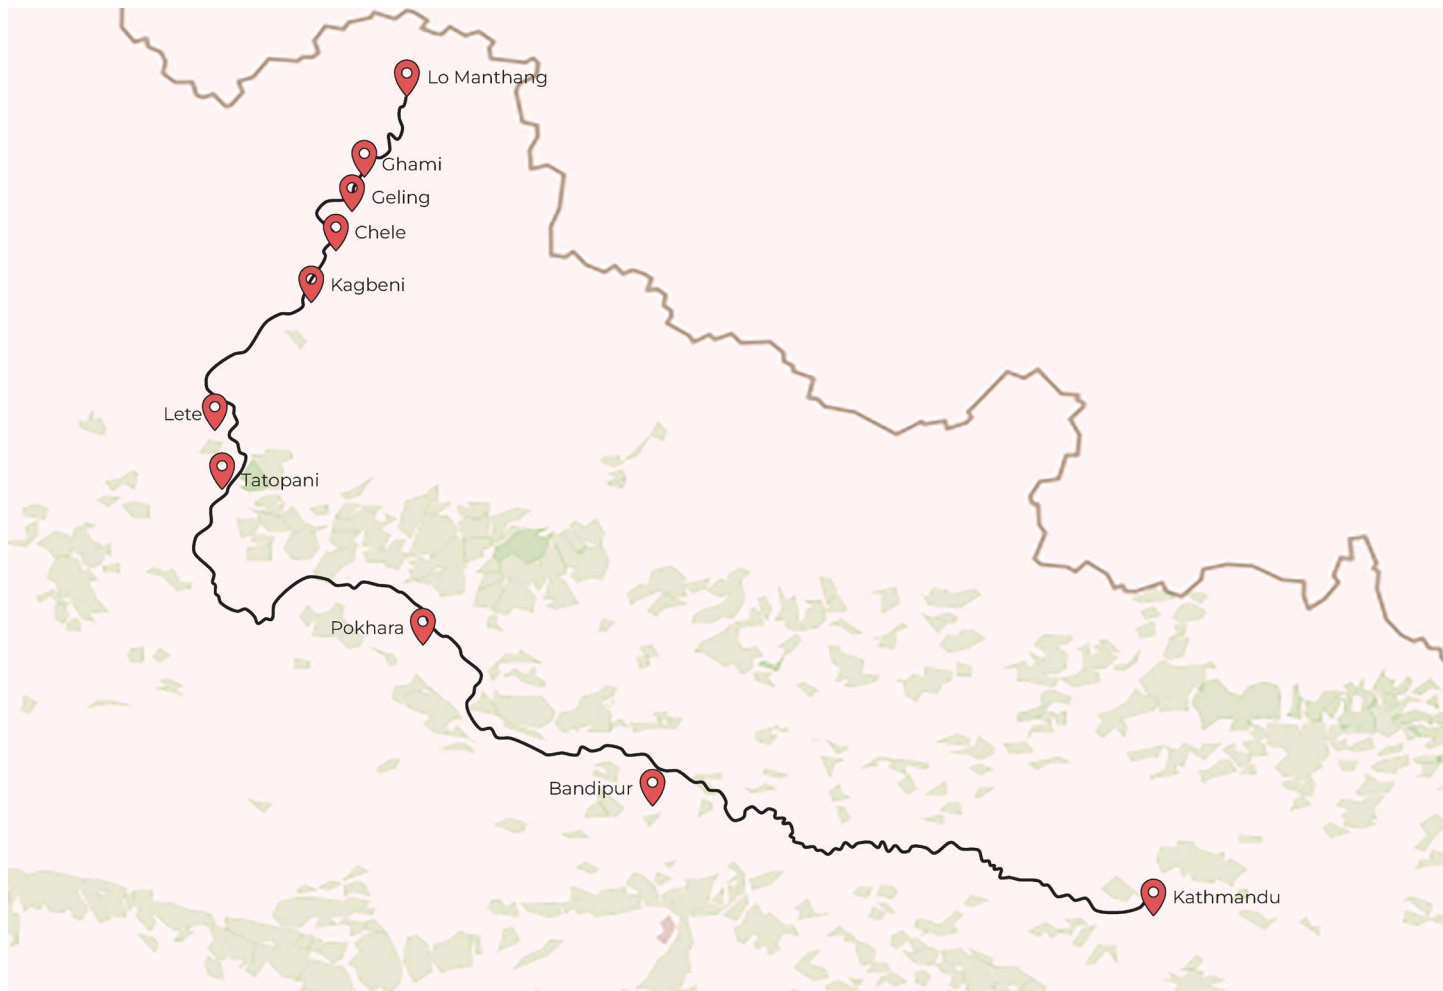 Lo Manthang
Ghami
Geling
Chele
Kagbeni
Lete
Tatopani
Pokhara
Bandipur
Kathmandu